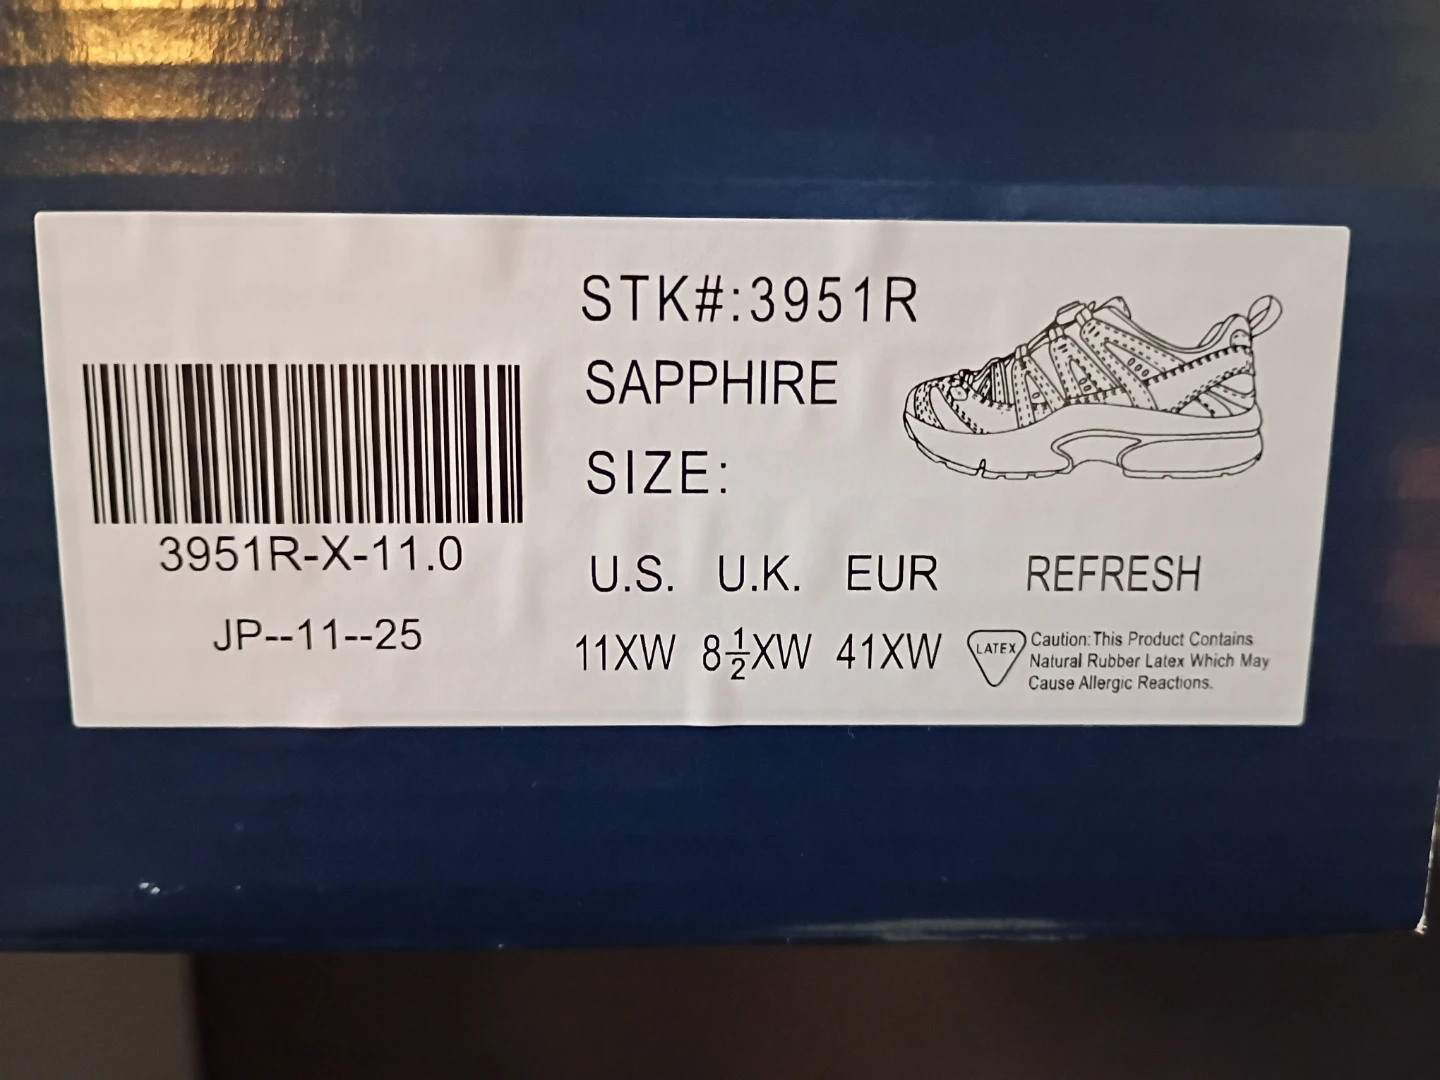 STK#:3951R
SAPPHIRE
SIZE:
3951R-X-11.0
JP--11--25
U.S. U.K. EUR
11XW 8½XW 41XW
REFRESH
LATEX
Caution: This Product Contains
Natural Rubber Latex Which May
Cause Allergic Reactions.